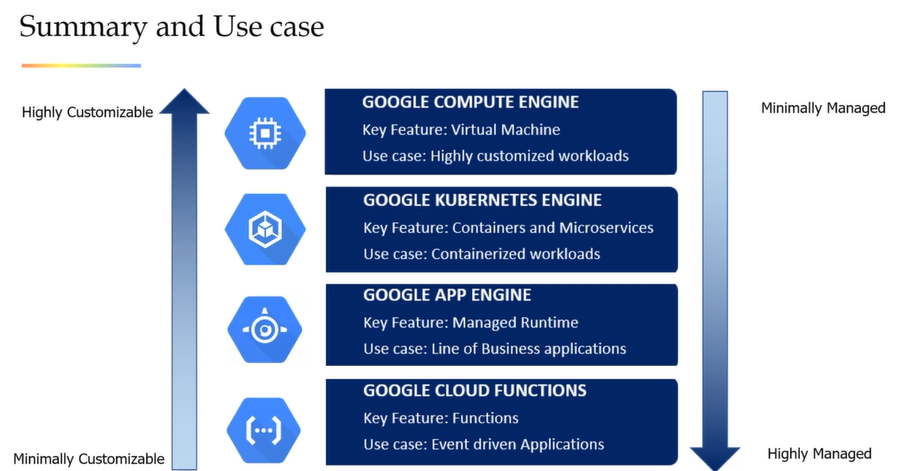 Summary and Use case
Highly Customizable
Minimally Managed
GOOGLE COMPUTE ENGINE
Key Feature: Virtual Machine
Use case: Highly customized workloads
GOOGLE KUBERNETES ENGINE
Key Feature: Containers and Microservices
Use case: Containerized workloads
GOOGLE APP ENGINE
Key Feature: Managed Runtime
Use case: Line of Business applications
GOOGLE CLOUD FUNCTIONS
Key Feature: Functions
Use case: Event driven Applications
Minimally Customizable
Highly Managed